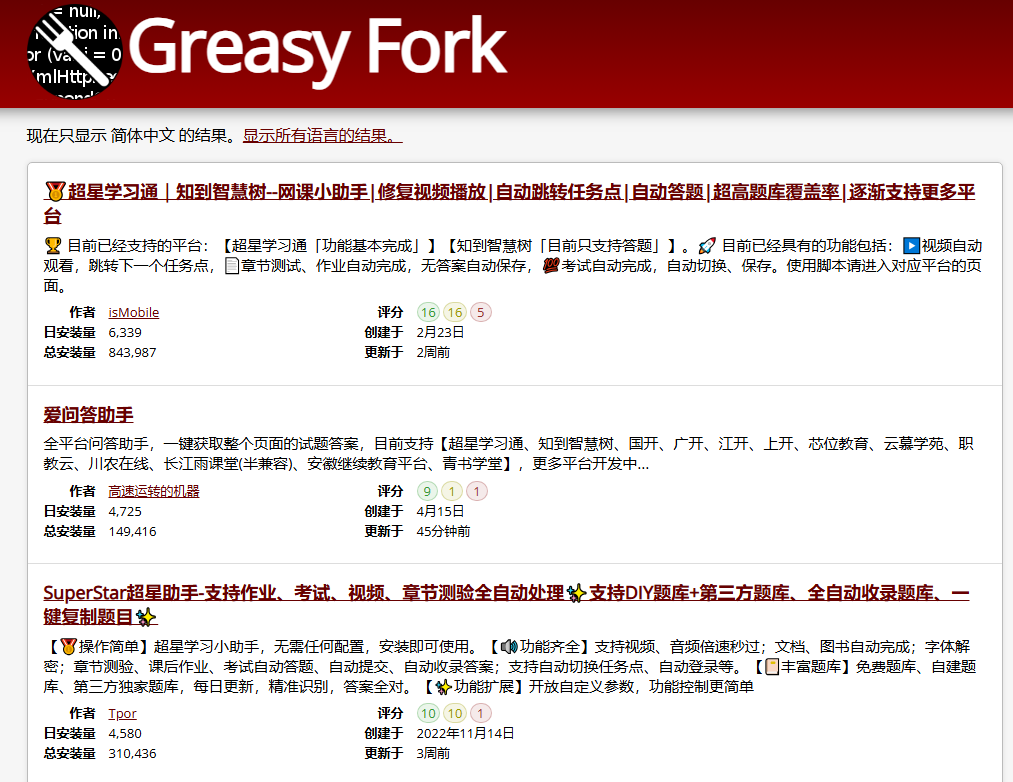 = null,
tion in
or (va i = 0
XmlHttp
pond
Greasy Fork
现在只显示 简体中文 的结果。显示所有语言的结果。
🏅超星学习通｜知到智慧树--网课小助手|修复视频播放|自动跳转任务点|自动答题|超高题库覆盖率|逐渐支持更多平
台
🏆 目前已经支持的平台：【超星学习通「功能基本完成」】【知到智慧树「目前只支持答题」】。🚀 目前已经具有的功能包括：▶️视频自动
观看，跳转下一个任务点，📄章节测试、作业自动完成，无答案自动保存，💯考试自动完成，自动切换、保存。使用脚本请进入对应平台的页
面。
作者 isMobile 评分 16 16 5
日安装量 6,339 创建于 2月23日
总安装量 843,987 更新于 2周前
爱问答助手
全平台问答助手，一键获取整个页面的试题答案，目前支持【超星学习通、知到智慧树、国开、广开、江开、上开、芯位教育、云慕学苑、职
教云、川农在线、长江雨课堂(半兼容)、安徽继续教育平台、青书学堂】，更多平台开发中...
作者 高速运转的机器 评分 9 1 1
日安装量 4,725 创建于 4月15日
总安装量 149,416 更新于 45分钟前
SuperStar超星助手-支持作业、考试、视频、章节测验全自动处理✨支持DIY题库+第三方题库、全自动收录题库、一
键复制题目✨
【🏅操作简单】超星学习小助手，无需任何配置，安装即可使用。【🔊功能齐全】支持视频、音频倍速秒过；文档、图书自动完成；字体解
密；章节测验、课后作业、考试自动答题、自动提交、自动收录答案；支持自动切换任务点、自动登录等。【📔丰富题库】免费题库、自建题
库、第三方独家题库，每日更新，精准识别，答案全对。【✨功能扩展】开放自定义参数，功能控制更简单
作者 Tpor 评分 10 10 1
日安装量 4,580 创建于 2022年11月14日
总安装量 310,436 更新于 3周前